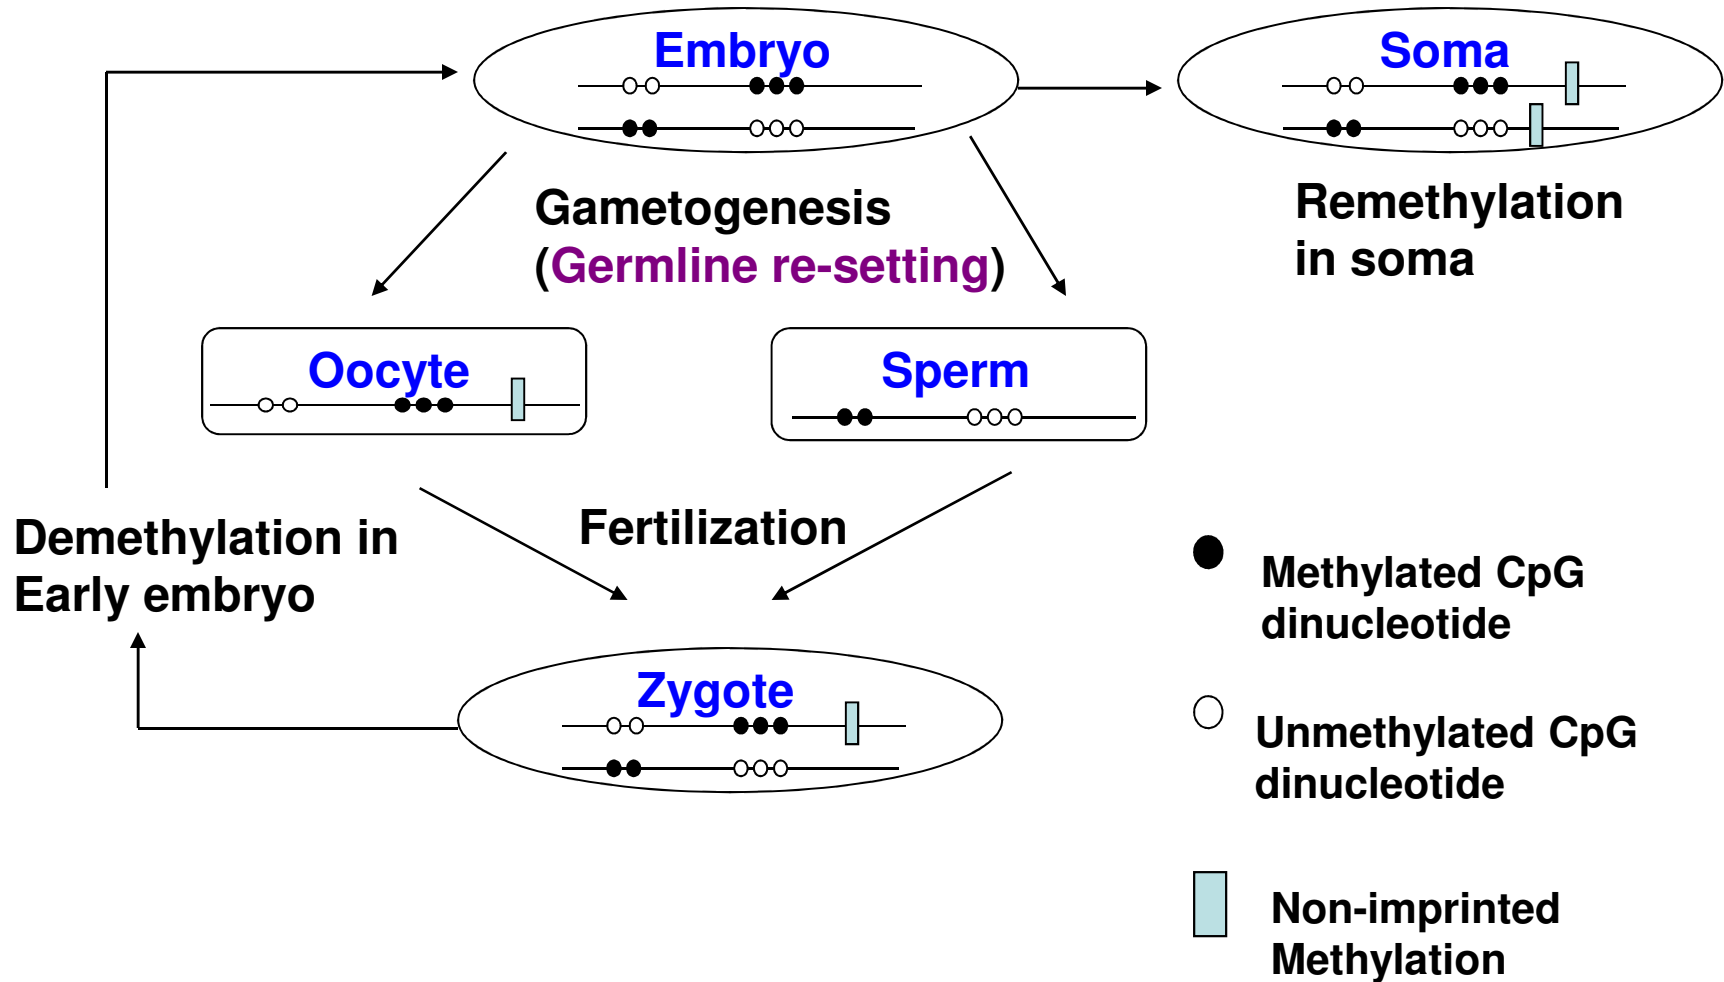 Embryo
Soma
Gametogenesis
(Germline re-setting)
Remethylation
in soma
Oocyte
Sperm
Demethylation in
Early embryo
Fertilization
Zygote
Methylated CpG
dinucleotide
Unmethylated CpG
dinucleotide
Non-imprinted
Methylation